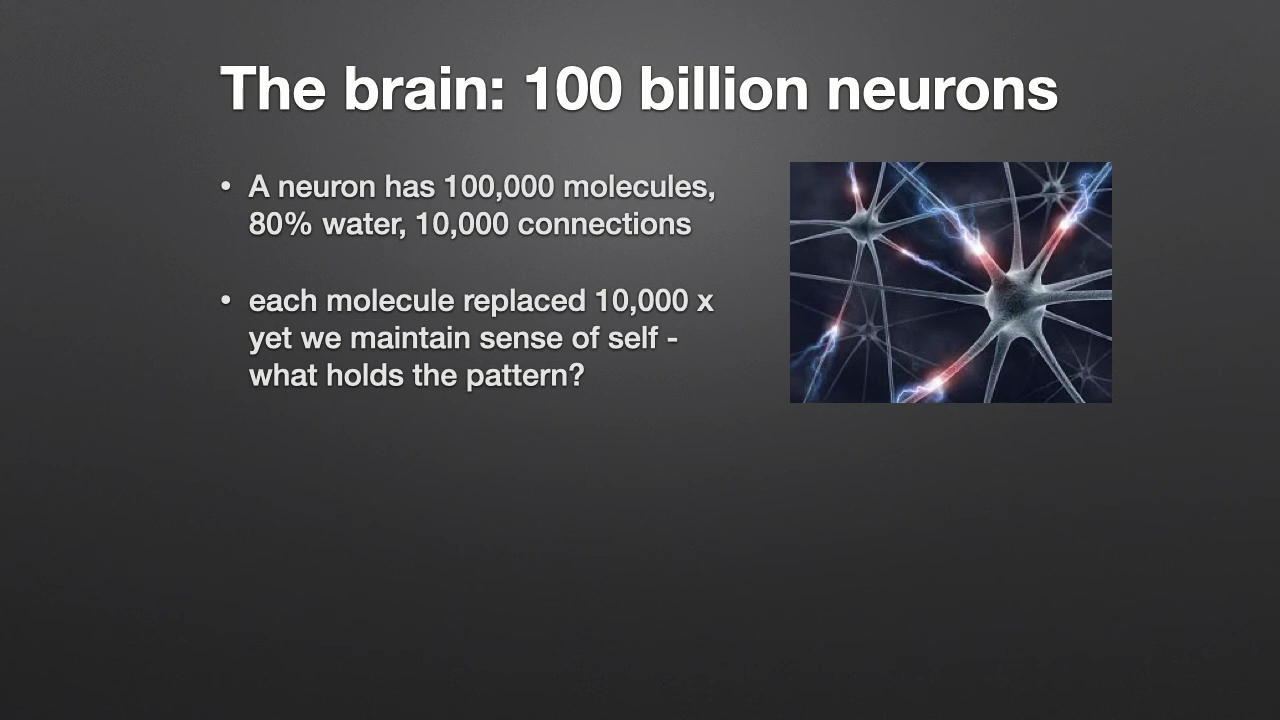 The brain: 100 billion neurons
• A neuron has 100,000 molecules,
80% water, 10,000 connections
• each molecule replaced 10,000 x
yet we maintain sense of self -
what holds the pattern?